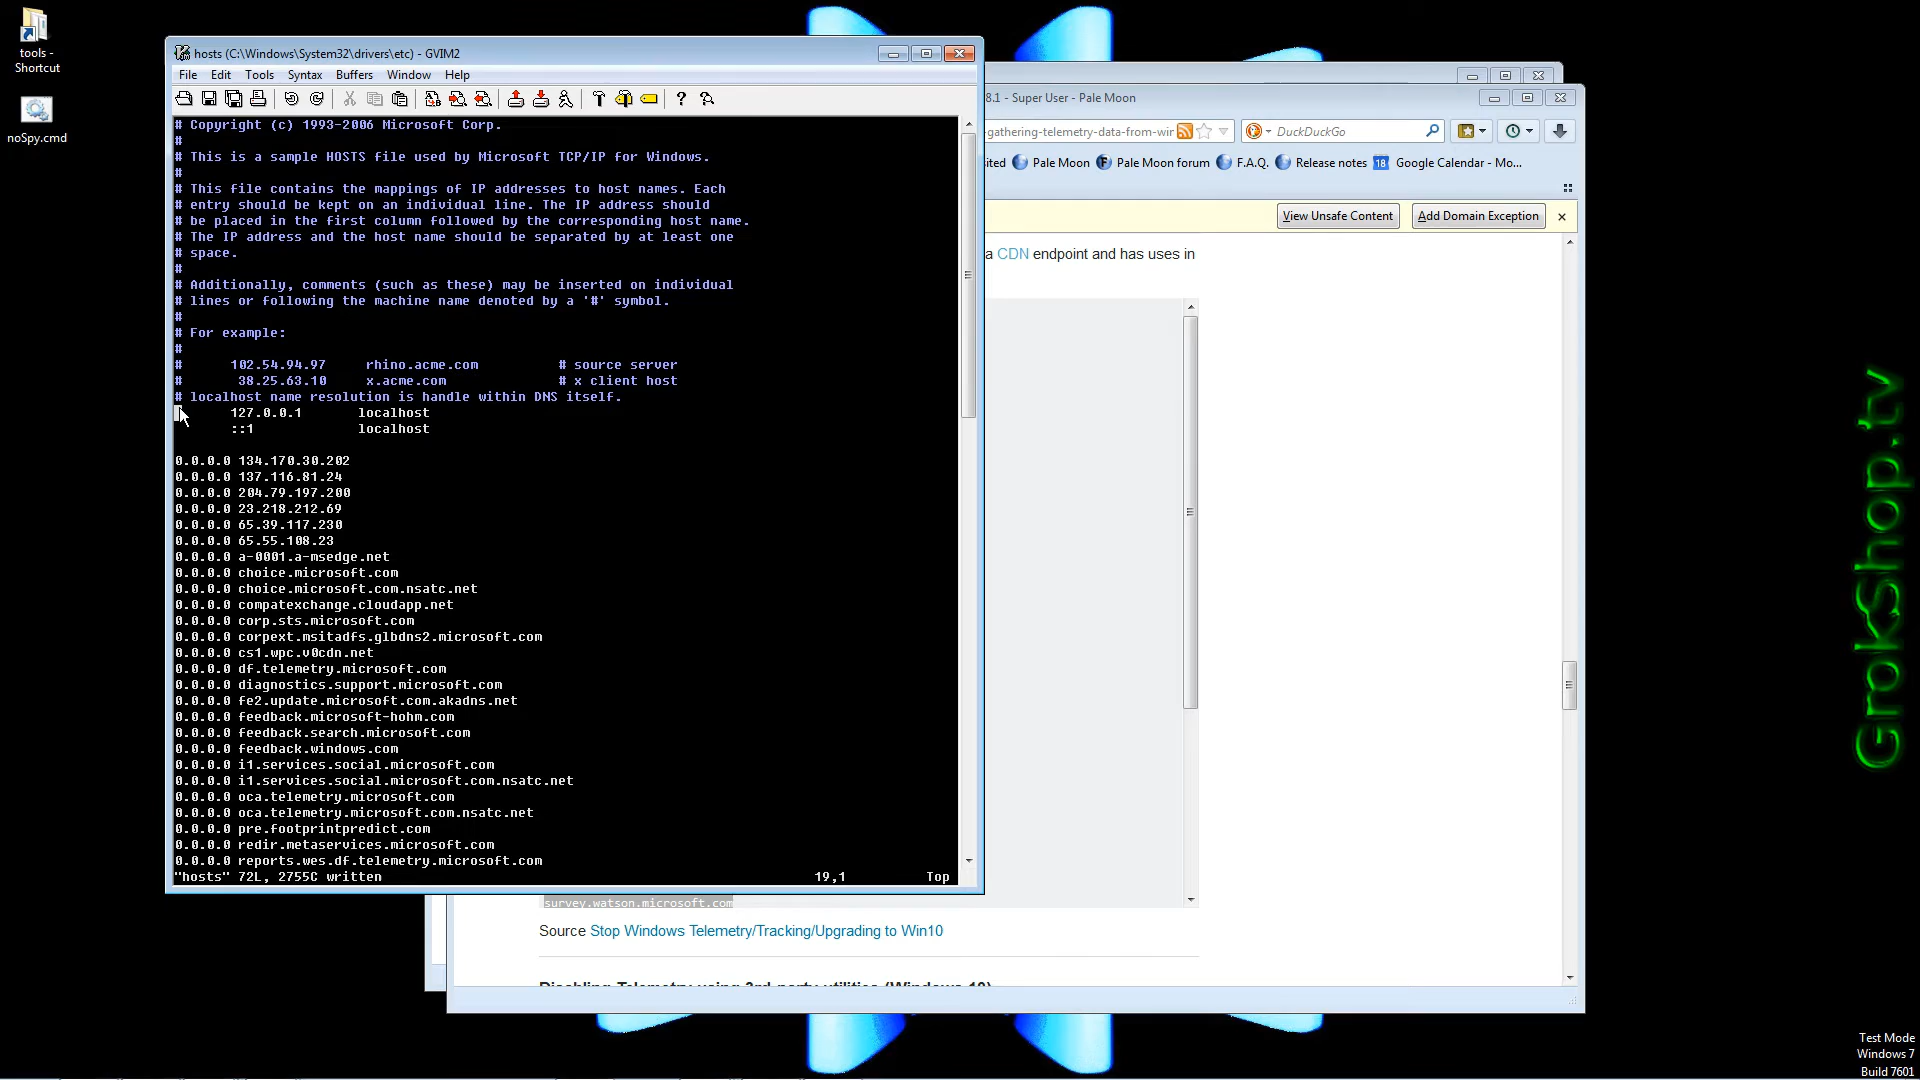 tools -
Shortcut
noSpy.cmd
hosts (C:\Windows\System32\drivers\etc) - GVIM2
File Edit Tools Syntax Buffers Window Help
# Copyright (c) 1993-2006 Microsoft Corp.
#
# This is a sample HOSTS file used by Microsoft TCP/IP for Windows.
#
# This file contains the mappings of IP addresses to host names. Each
# entry should be kept on an individual line. The IP address should
# be placed in the first column followed by the corresponding host name.
# The IP address and the host name should be separated by at least one
# space.
#
# Additionally, comments (such as these) may be inserted on individual
# lines or following the machine name denoted by a '#' symbol.
#
# For example:
#
# 102.54.94.97 rhino.acme.com # source server
# 38.25.63.10 x.acme.com # x client host
# localhost name resolution is handle within DNS itself.
127.0.0.1 localhost
::1 localhost
0.0.0.0 134.170.30.202
0.0.0.0 137.116.81.24
0.0.0.0 204.79.197.200
0.0.0.0 23.218.212.69
0.0.0.0 65.39.117.230
0.0.0.0 65.55.108.23
0.0.0.0 a-0001.a-msedge.net
0.0.0.0 choice.microsoft.com
0.0.0.0 choice.microsoft.com.nsatc.net
0.0.0.0 compatexchange.cloudapp.net
0.0.0.0 corp.sts.microsoft.com
0.0.0.0 corpext.msitadfs.glbdns2.microsoft.com
0.0.0.0 cs1.wpc.v0cdn.net
0.0.0.0 df.telemetry.microsoft.com
0.0.0.0 diagnostics.support.microsoft.com
0.0.0.0 fe2.update.microsoft.com.akadns.net
0.0.0.0 feedback.microsoft-hohm.com
0.0.0.0 feedback.search.microsoft.com
0.0.0.0 feedback.windows.com
0.0.0.0 i1.services.social.microsoft.com
0.0.0.0 i1.services.social.microsoft.com.nsatc.net
0.0.0.0 oca.telemetry.microsoft.com
0.0.0.0 oca.telemetry.microsoft.com.nsatc.net
0.0.0.0 pre.footprintpredict.com
0.0.0.0 redir.metaservices.microsoft.com
0.0.0.0 reports.wes.df.telemetry.microsoft.com
"hosts" 72L, 2755C written 19,1 Top
8.1 - Super User - Pale Moon
-gathering-telemetry-data-from-wir DuckDuckGo
ited Pale Moon Pale Moon forum F.A.Q. Release notes 18 Google Calendar - Mo...
View Unsafe Content Add Domain Exception
a CDN endpoint and has uses in
survey.watson.microsoft.com
Source Stop Windows Telemetry/Tracking/Upgrading to Win10
Disabling Telemetry using 3rd-party utilities (Windows 10)
GrokShop.tv
Test Mode
Windows 7
Build 7601